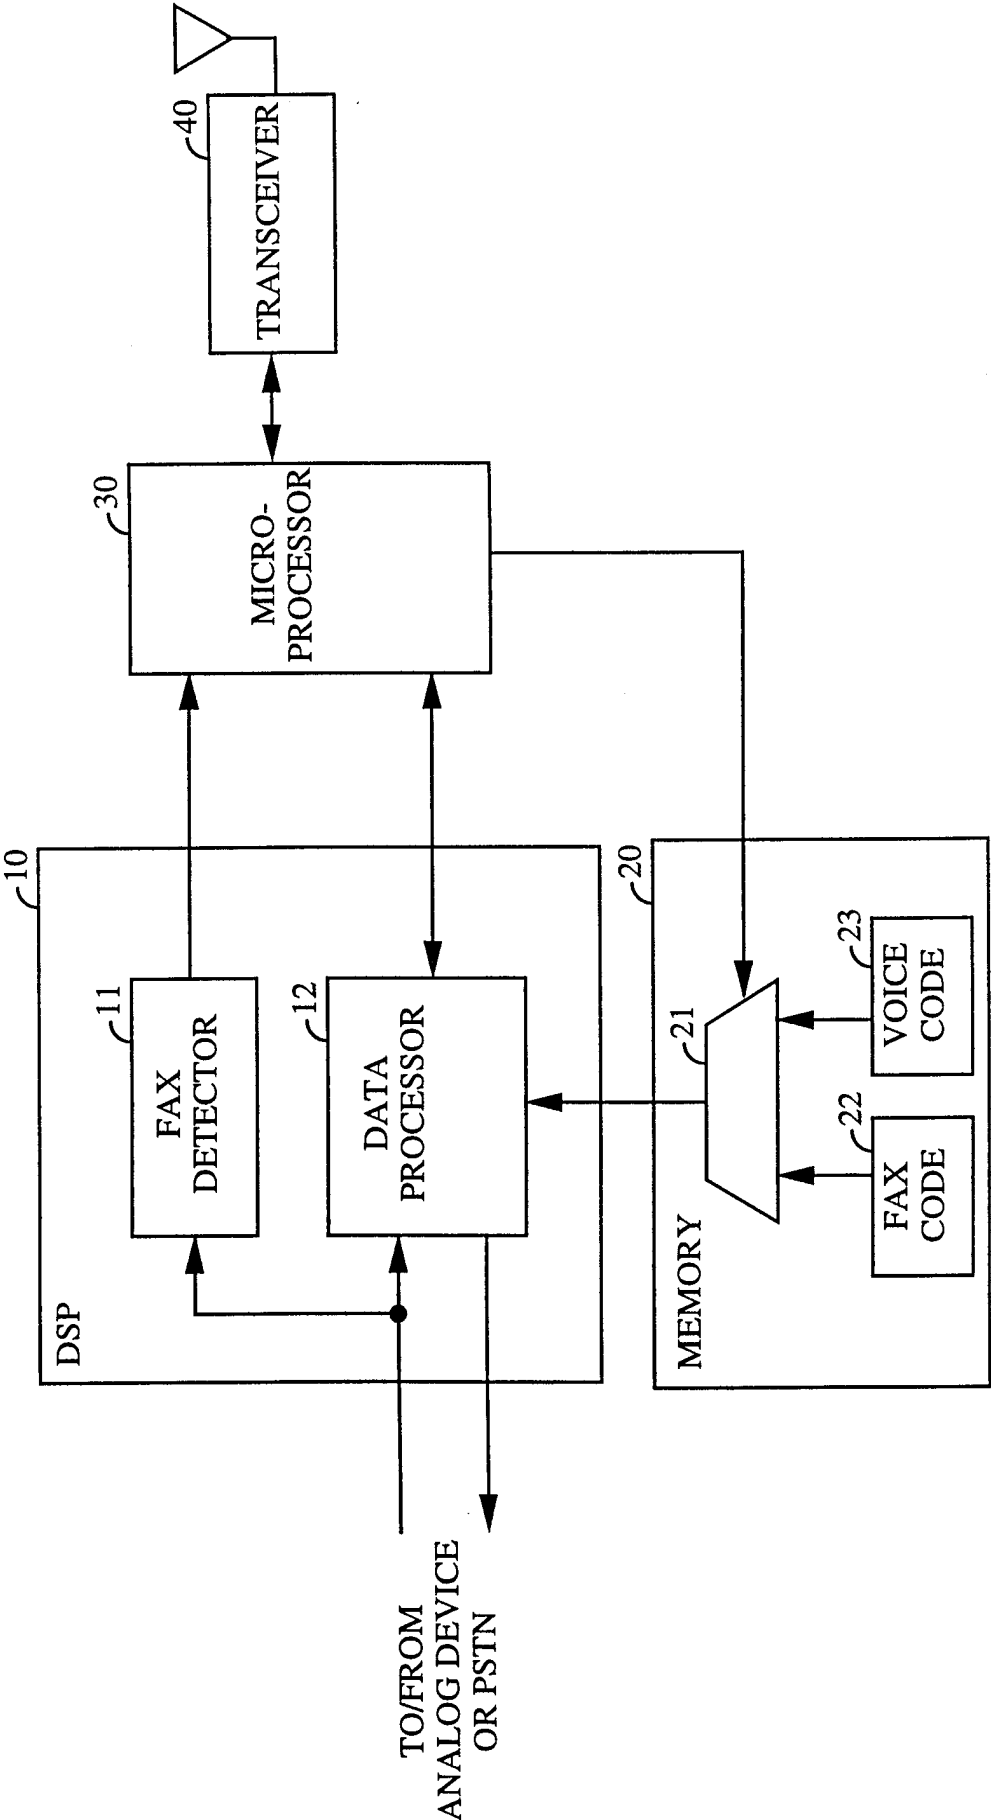 10
DSP
11
FAX
DETECTOR
12
DATA
PROCESSOR
30
MICRO-
PROCESSOR
40
TRANSCEIVER
TO/FROM
ANALOG DEVICE
OR PSTN
20
MEMORY
21
22
FAX
CODE
23
VOICE
CODE